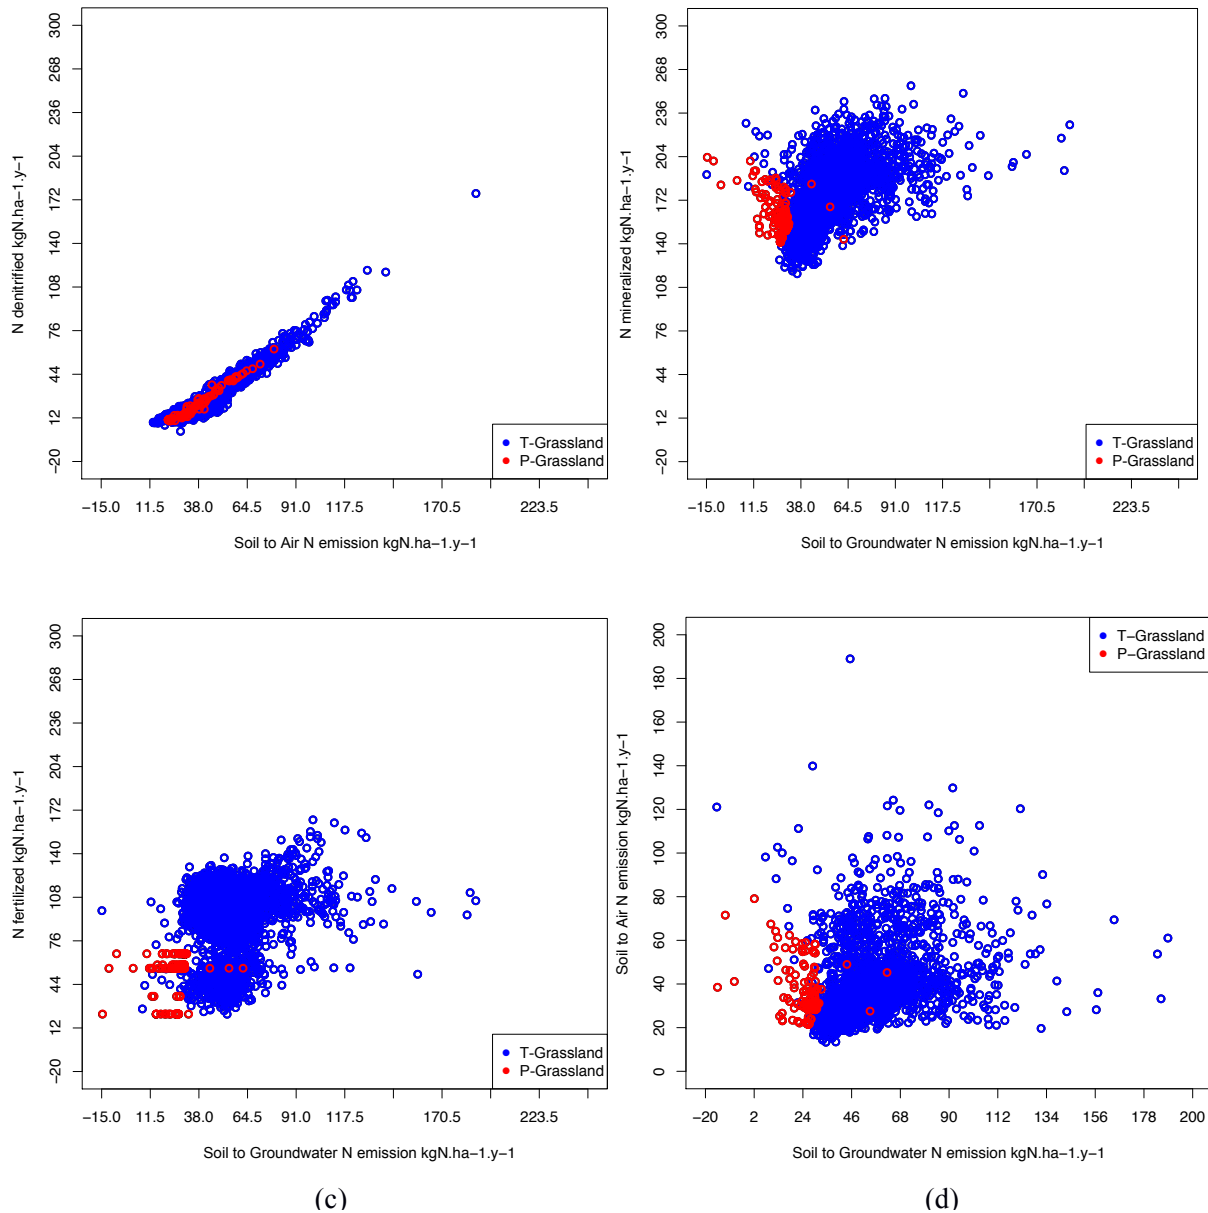 N denitrified kgN.ha−1.y−1
300
268
236
204
172
140
108
76
44
12
−20
−15.0 11.5 38.0 64.5 91.0 117.5 170.5 223.5
Soil to Air N emission kgN.ha−1.y−1
T-Grassland
P-Grassland
N mineralized kgN.ha−1.y−1
300
268
236
204
172
140
108
76
44
12
−20
−15.0 11.5 38.0 64.5 91.0 117.5 170.5 223.5
Soil to Groundwater N emission kgN.ha−1.y−1
T-Grassland
P-Grassland
N fertilized kgN.ha−1.y−1
300
268
236
204
172
140
108
76
44
12
−20
−15.0 11.5 38.0 64.5 91.0 117.5 170.5 223.5
Soil to Groundwater N emission kgN.ha−1.y−1
T-Grassland
P-Grassland
(c)
Soil to Air N emission kgN.ha−1.y−1
200
180
160
140
120
100
80
60
40
20
0
−20 2 24 46 68 90 112 134 156 178 200
Soil to Groundwater N emission kgN.ha−1.y−1
T−Grassland
P−Grassland
(d)